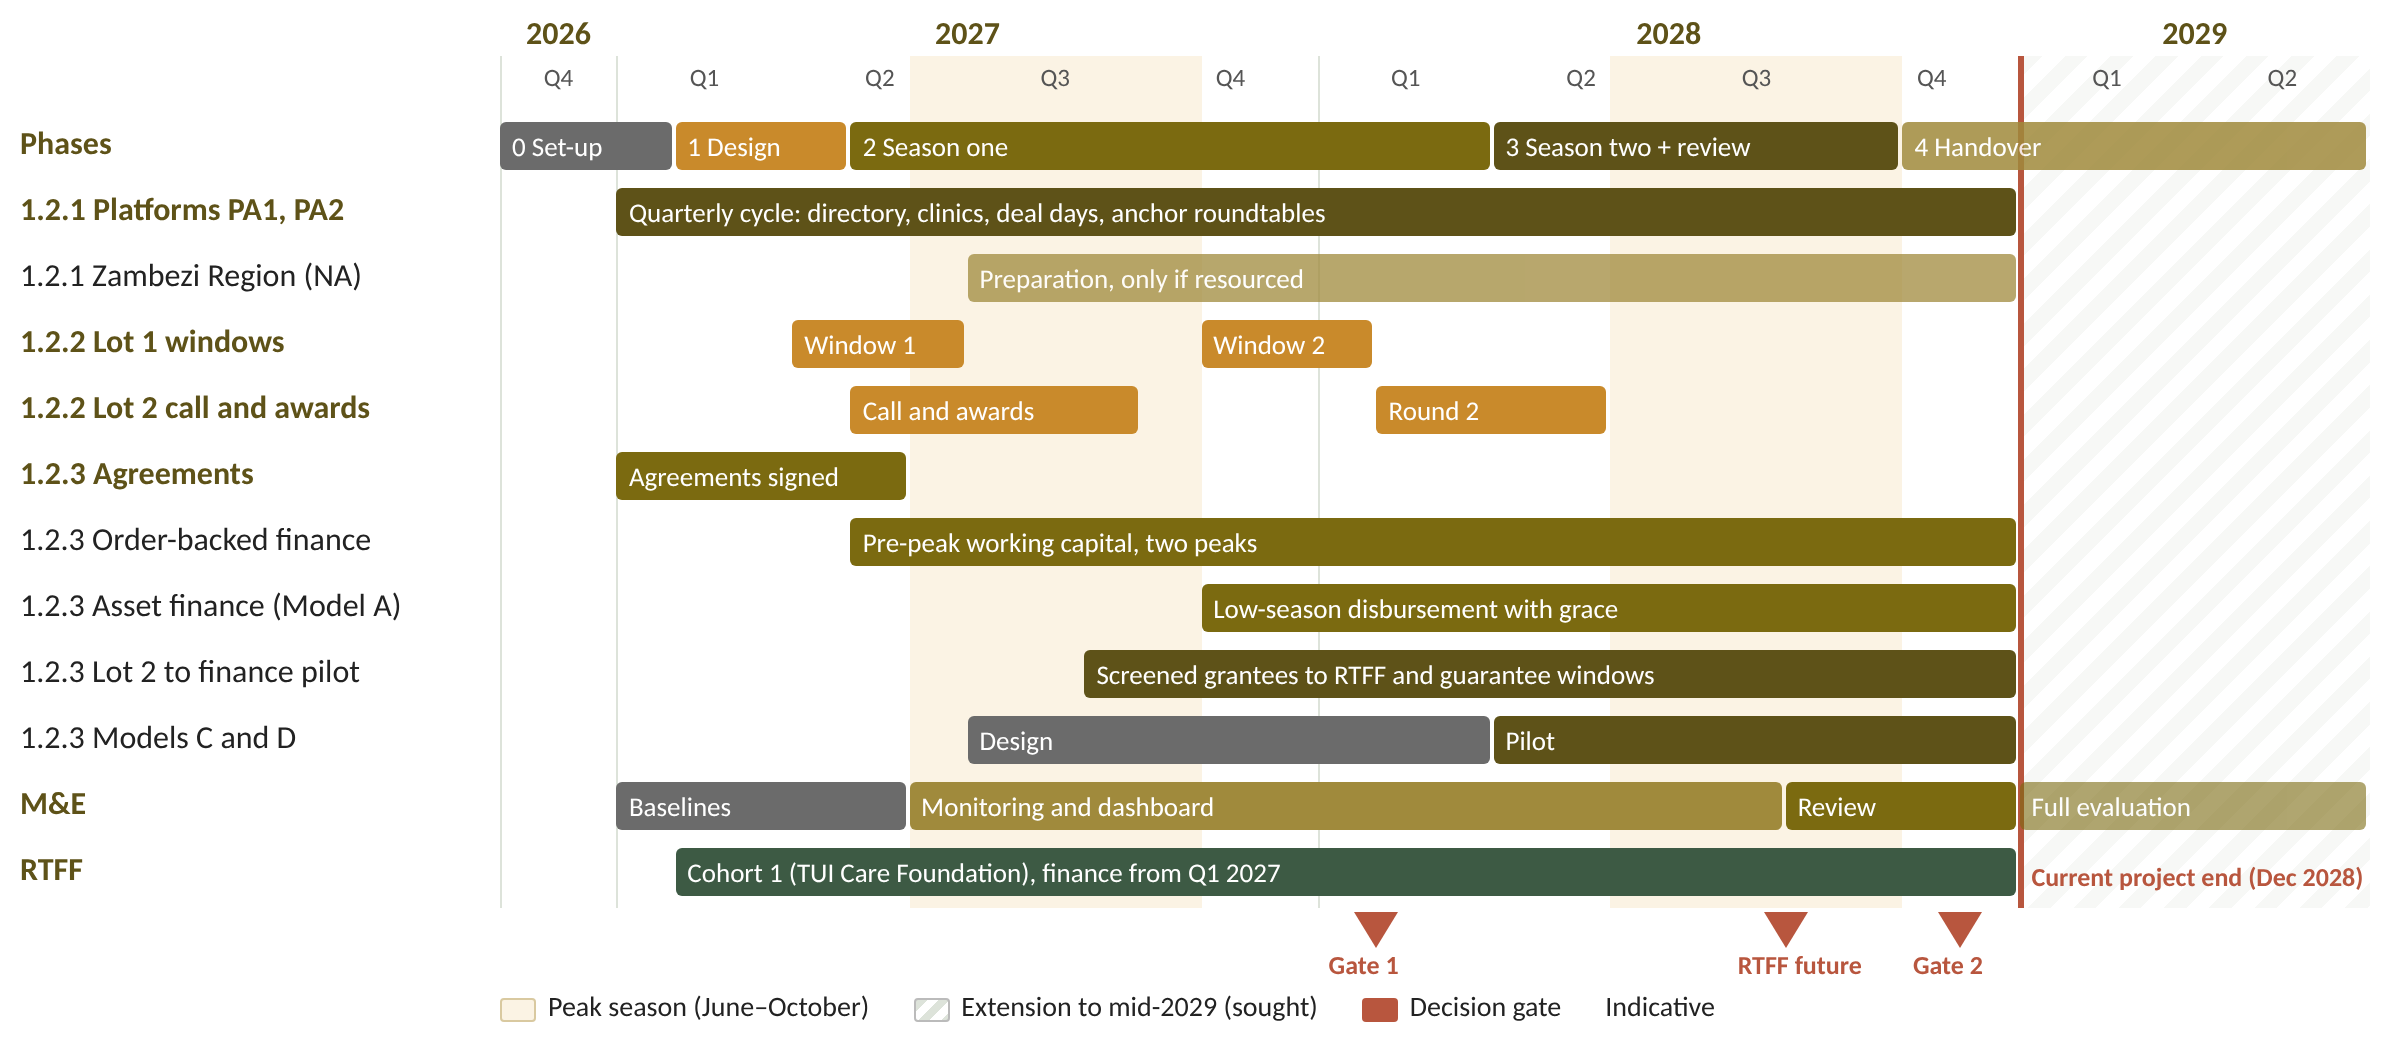 2026 2027 2028 2029
Q4 Q1 Q2 Q3 Q4 Q1 Q2 Q3 Q4 Q1 Q2
Phases 0 Set-up 1 Design 2 Season one 3 Season two + review 4 Handover
1.2.1 Platforms PA1, PA2 Quarterly cycle: directory, clinics, deal days, anchor roundtables
1.2.1 Zambezi Region (NA) Preparation, only if resourced
1.2.2 Lot 1 windows Window 1 Window 2
1.2.2 Lot 2 call and awards Call and awards Round 2
1.2.3 Agreements Agreements signed
1.2.3 Order-backed finance Pre-peak working capital, two peaks
1.2.3 Asset finance (Model A) Low-season disbursement with grace
1.2.3 Lot 2 to finance pilot Screened grantees to RTFF and guarantee windows
1.2.3 Models C and D Design Pilot
M&E Baselines Monitoring and dashboard Review Full evaluation
RTFF Cohort 1 (TUI Care Foundation), finance from Q1 2027 Current project end (Dec 2028)
Gate 1 RTFF future Gate 2
Peak season (June–October) Extension to mid-2029 (sought) Decision gate Indicative